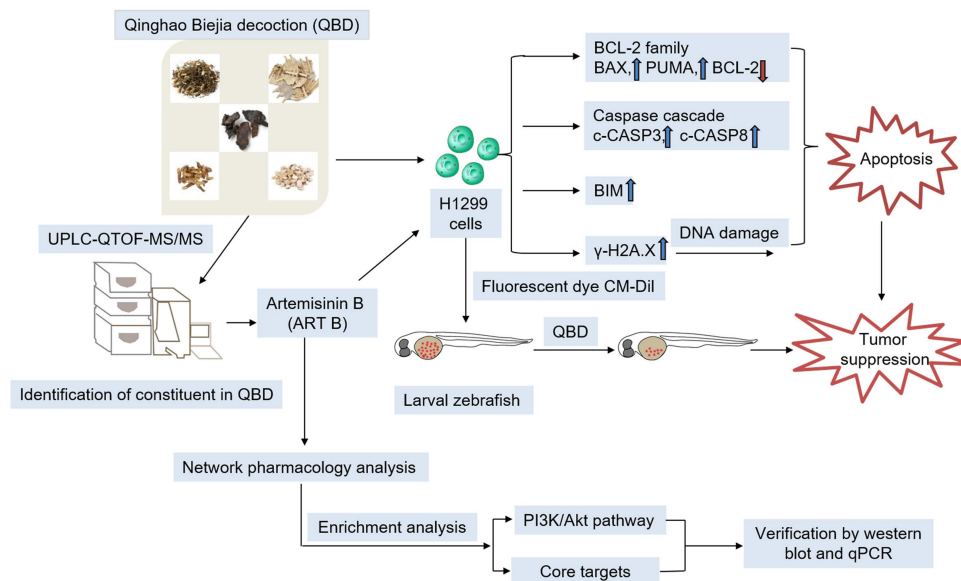 Qinghao Biejia decoction (QBD)
UPLC-QTOF-MS/MS
Identification of constituent in QBD
Artemisinin B
(ART B)
H1299
cells
BCL-2 family
BAX, PUMA, BCL-2
Caspase cascade
c-CASP3, c-CASP8
BIM
γ-H2A.X
DNA damage
Apoptosis
Fluorescent dye CM-Dil
QBD
Larval zebrafish
Tumor
suppression
Network pharmacology analysis
Enrichment analysis
PI3K/Akt pathway
Core targets
Verification by western
blot and qPCR